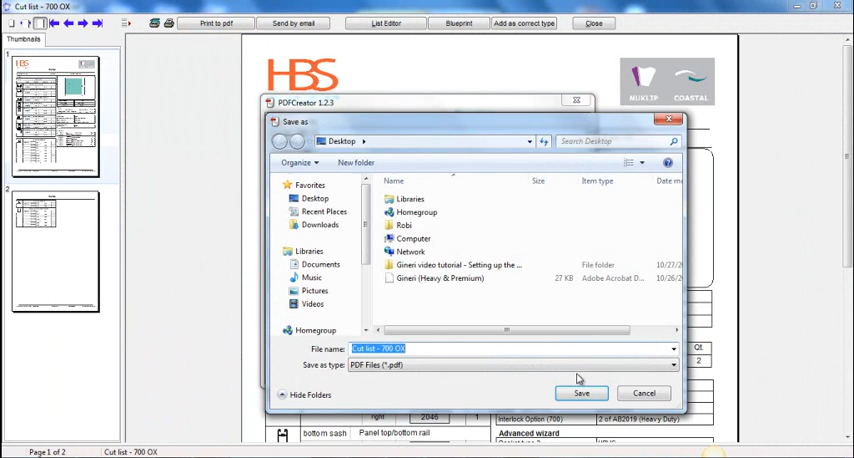 Cut list - 700 OX
Print to pdf Send by email List Editor Blueprint Add as correct type Close
Thumbnails
1
2
HBS
NUKLIP COASTAL
PDFCreator 1.2.3
Save as
Desktop
Search Desktop
Organize New folder
Favorites
Desktop
Recent Places
Downloads
Libraries
Documents
Music
Pictures
Videos
Homegroup
Name Size Item type Date m
Libraries
Homegroup
Robi
Computer
Network
Gineri video tutorial - Setting up the ... File folder 10/27/
Gineri (Heavy & Premium) 27 KB Adobe Acrobat D... 10/26/
File name: Cut list - 700 OX
Save as type: PDF Files (*.pdf)
Hide Folders
Save Cancel
Qt.
2
right 2046 1
Interlock Option (700) 2 of AB2019 (Heavy Duty)
bottom sash Panel top/bottom rail
Advanced wizard
Page 1 of 2 Cut list - 700 OX